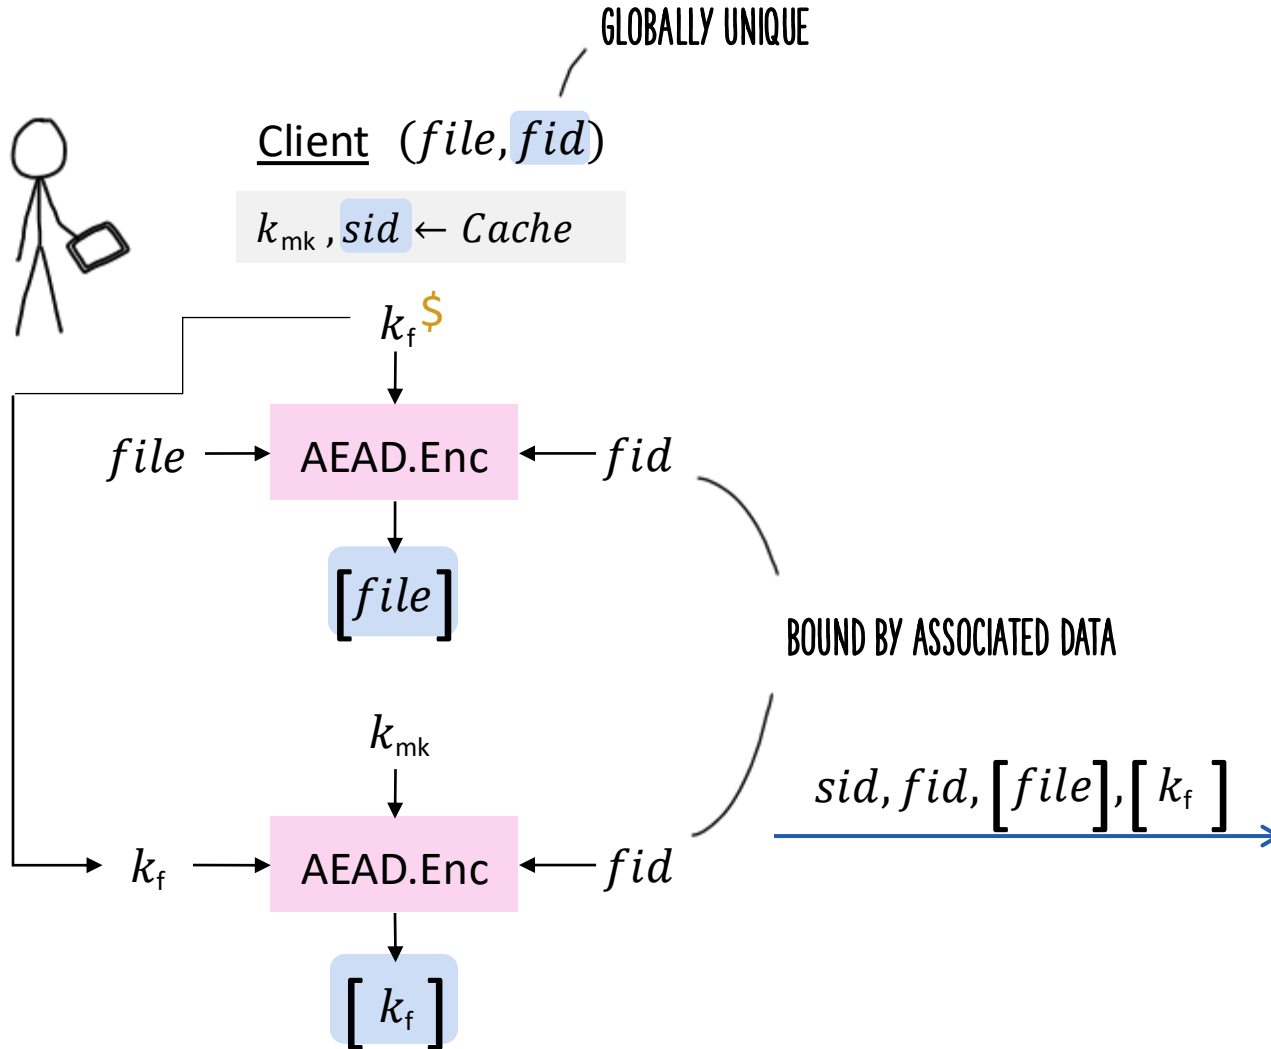 GLOBALLY UNIQUE
Client (file, fid)
k_mk , sid ← Cache
k_f $
file AEAD.Enc fid
[file]
BOUND BY ASSOCIATED DATA
k_mk
sid, fid, [file], [ k_f ]
k_f AEAD.Enc fid
[ k_f ]